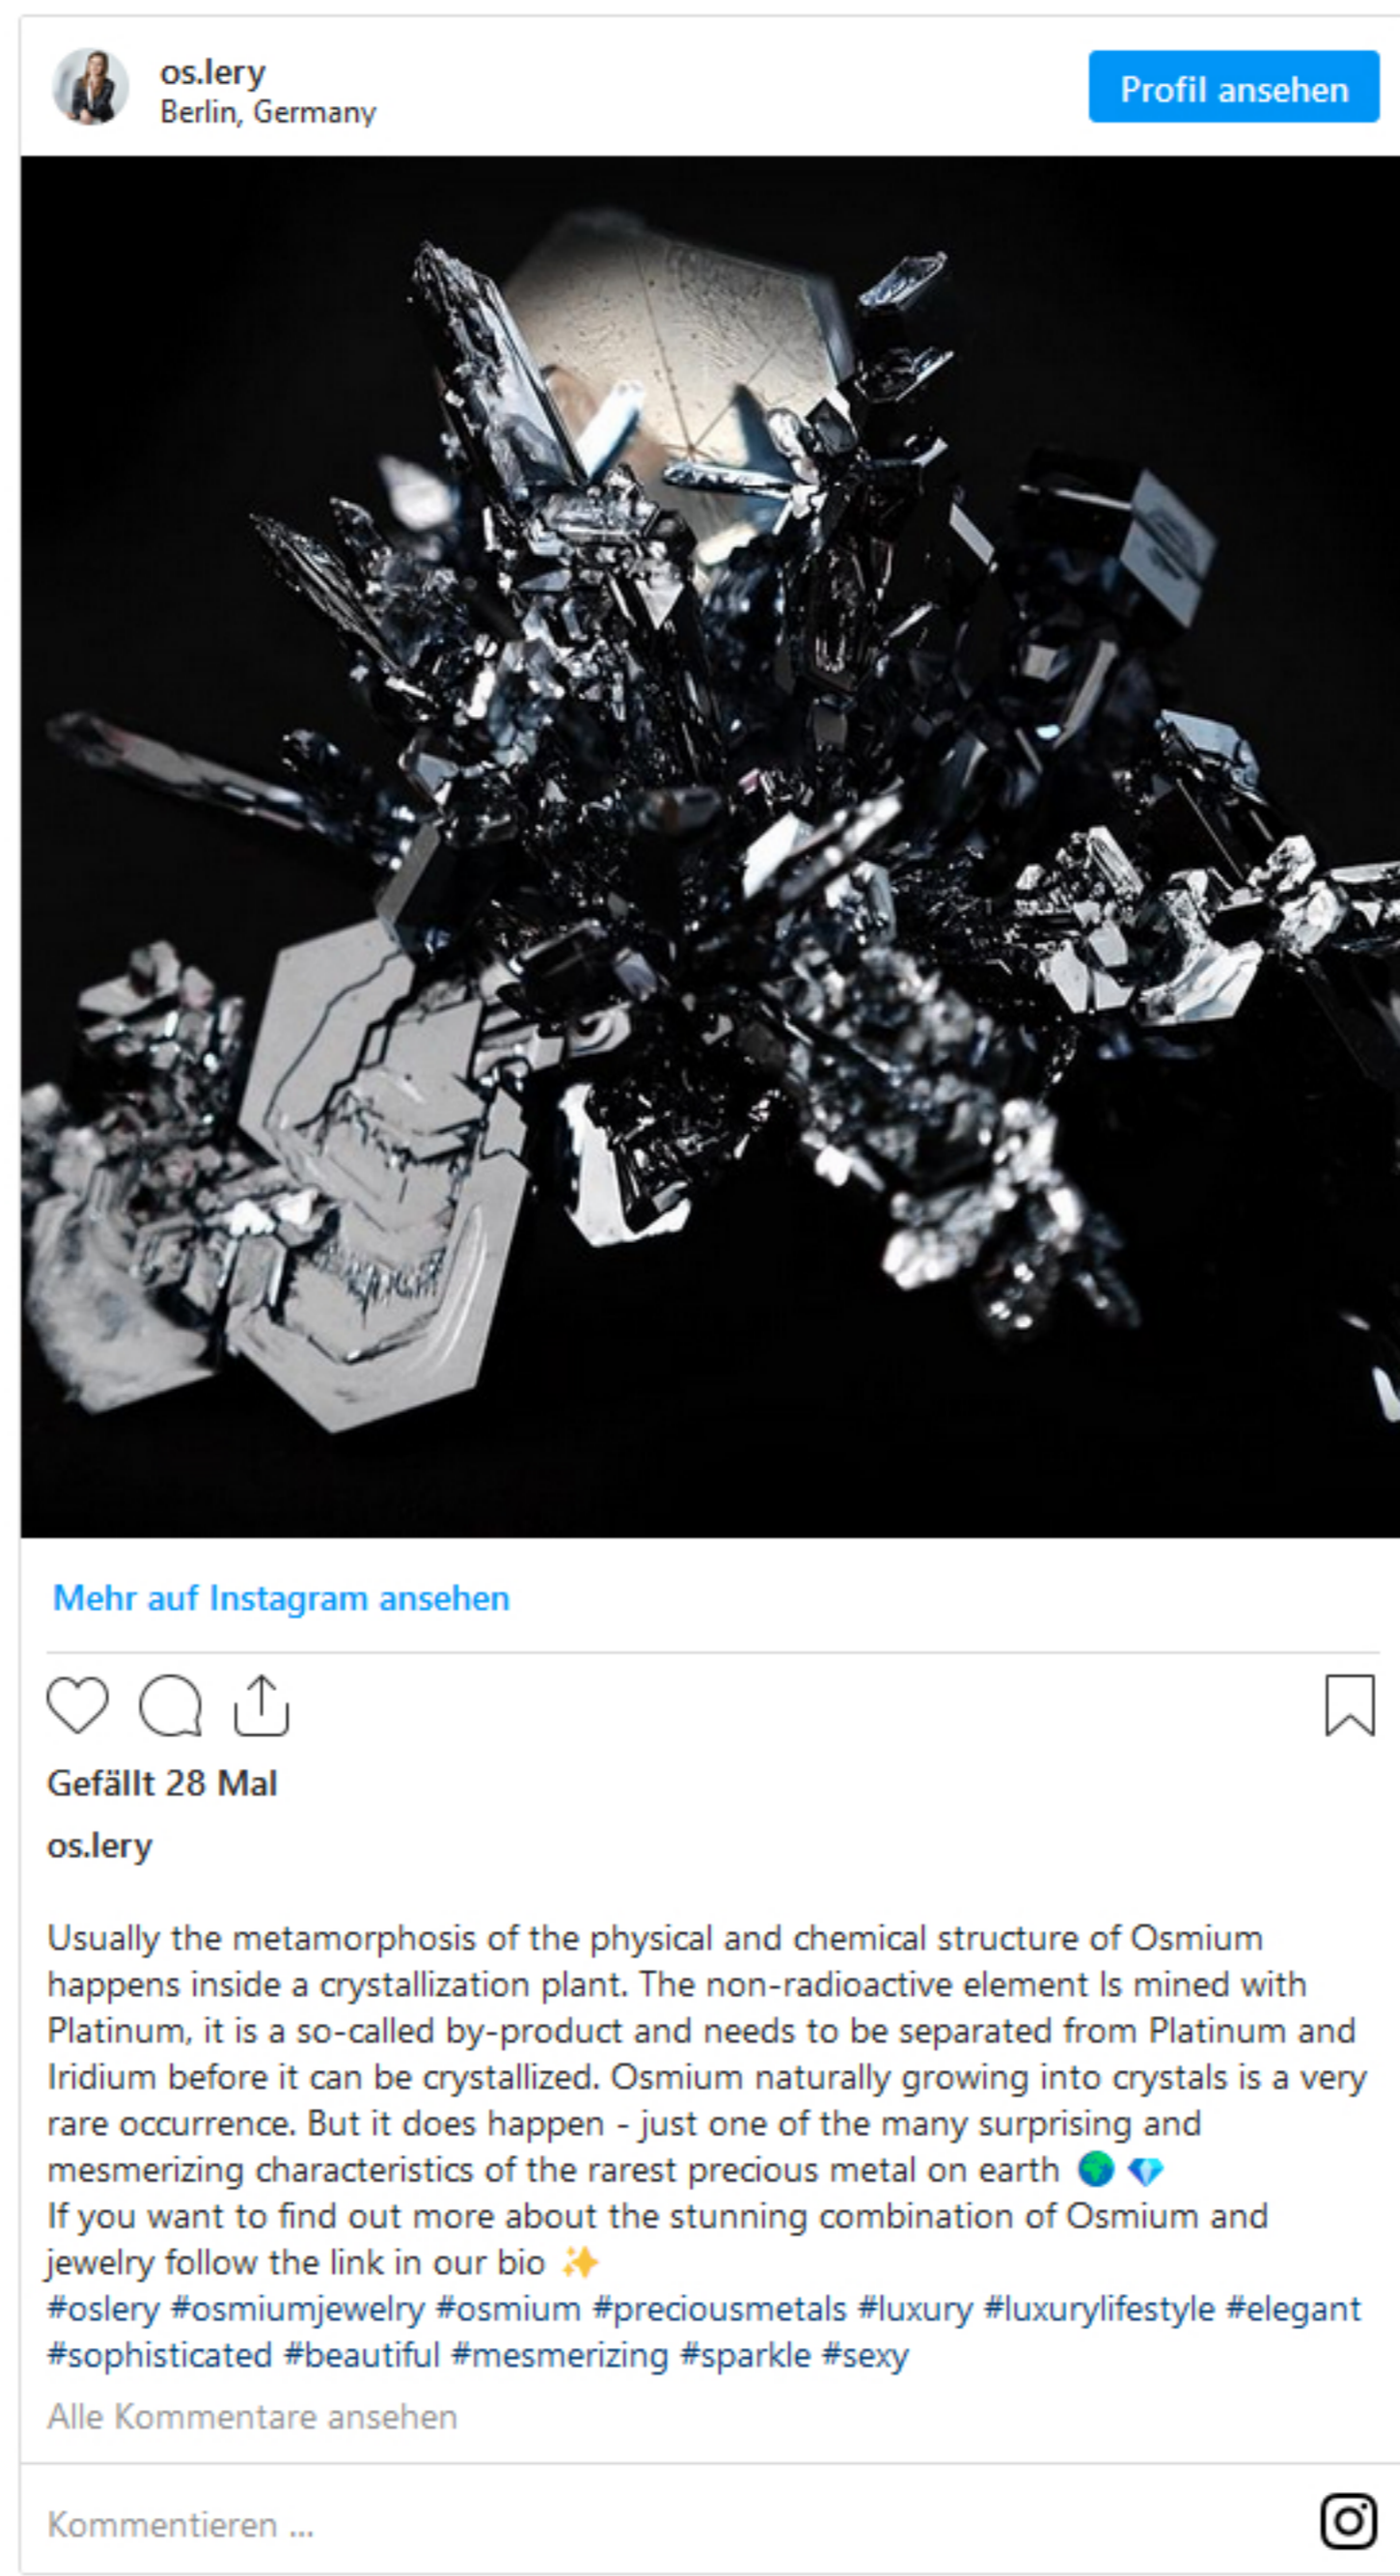 os.lery
Berlin, Germany
Profil ansehen
Mehr auf Instagram ansehen
Gefällt 28 Mal
os.lery
Usually the metamorphosis of the physical and chemical structure of Osmium
happens inside a crystallization plant. The non-radioactive element Is mined with
Platinum, it is a so-called by-product and needs to be separated from Platinum and
Iridium before it can be crystallized. Osmium naturally growing into crystals is a very
rare occurrence. But it does happen - just one of the many surprising and
mesmerizing characteristics of the rarest precious metal on earth 🌍 💎
If you want to find out more about the stunning combination of Osmium and
jewelry follow the link in our bio ✨
#oslery #osmiumjewelry #osmium #preciousmetals #luxury #luxurylifestyle #elegant
#sophisticated #beautiful #mesmerizing #sparkle #sexy
Alle Kommentare ansehen
Kommentieren ...